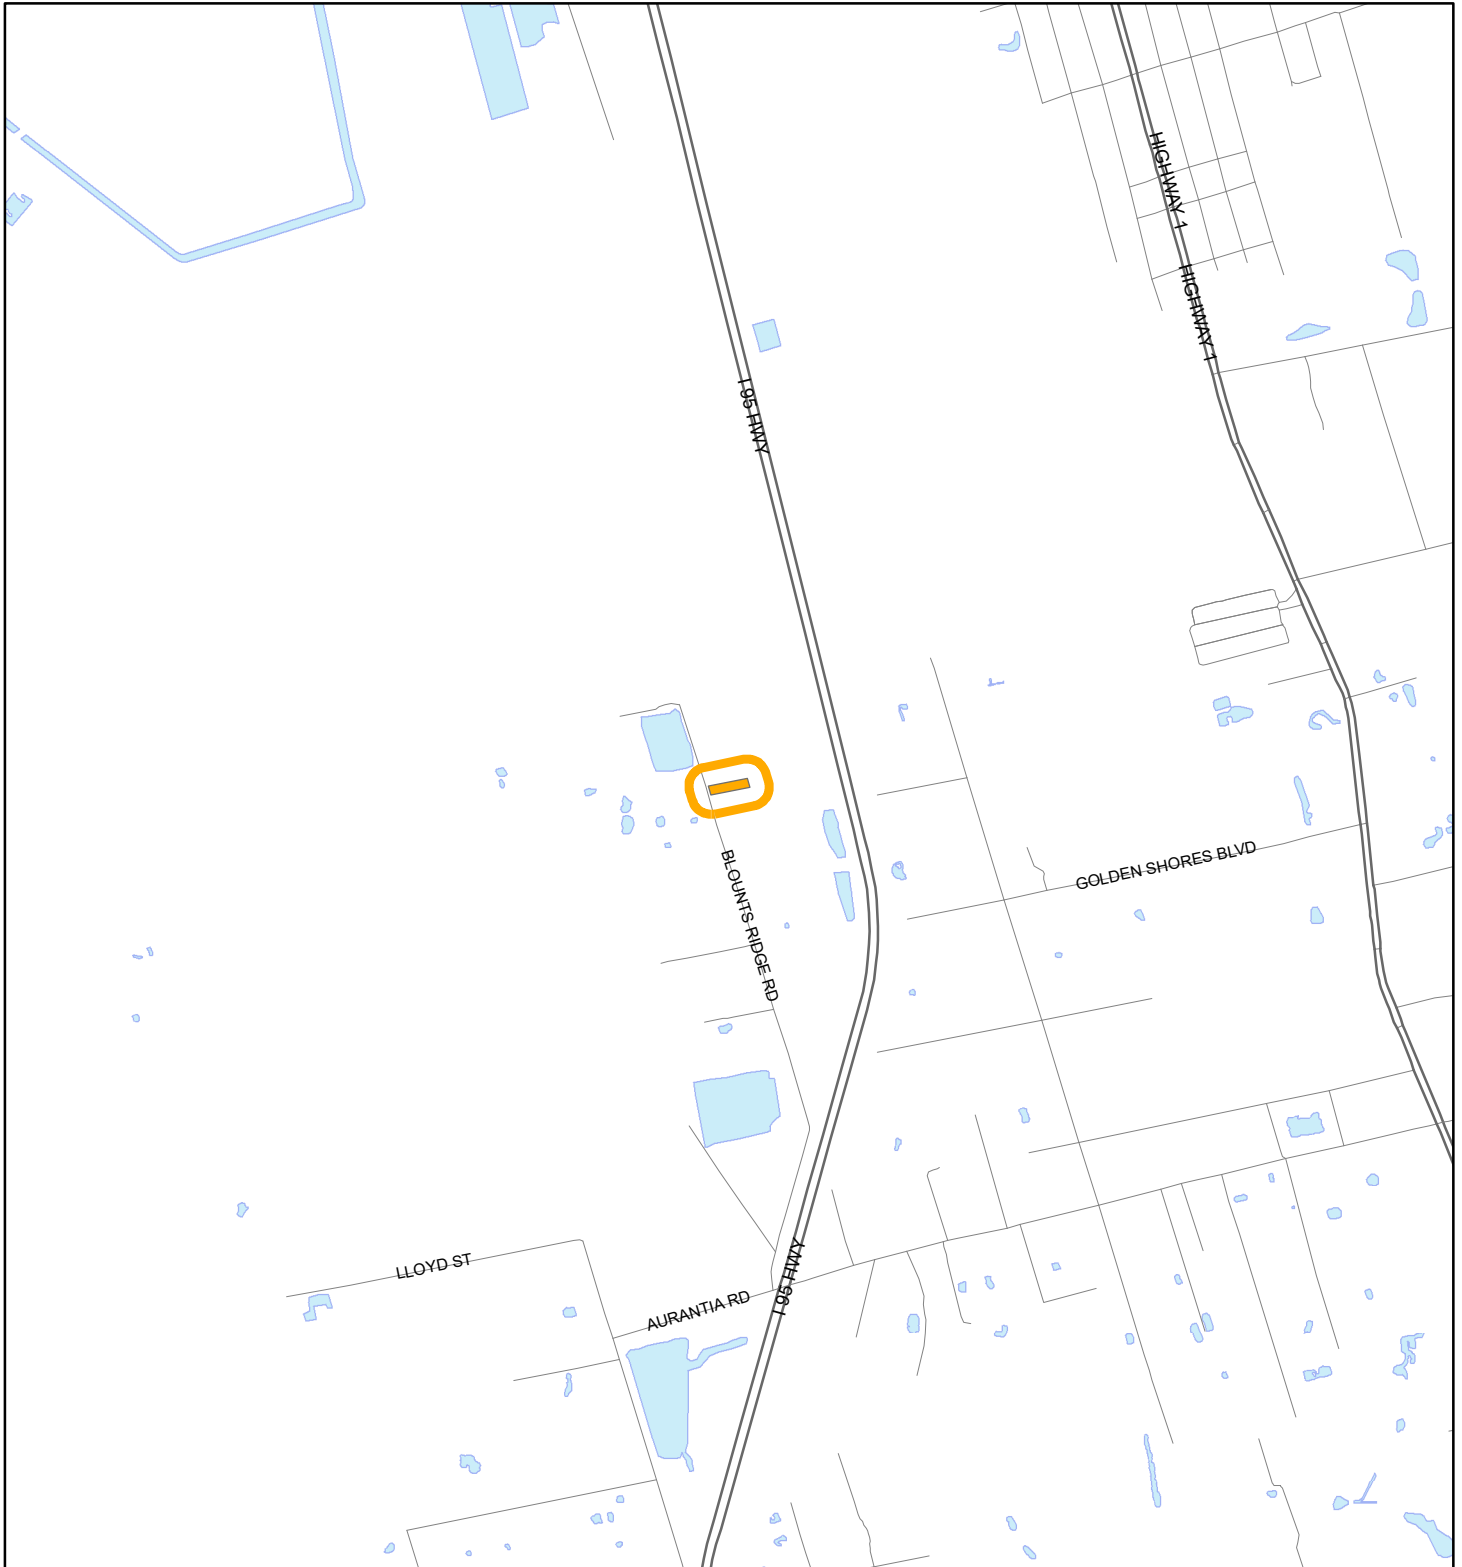 HIGHWAY 1
HIGHWAY 1
I 95 HWY
GOLDEN SHORES BLVD
BLOUNTS RIDGE RD
LLOYD ST
I 95 HWY
AURANTIA RD